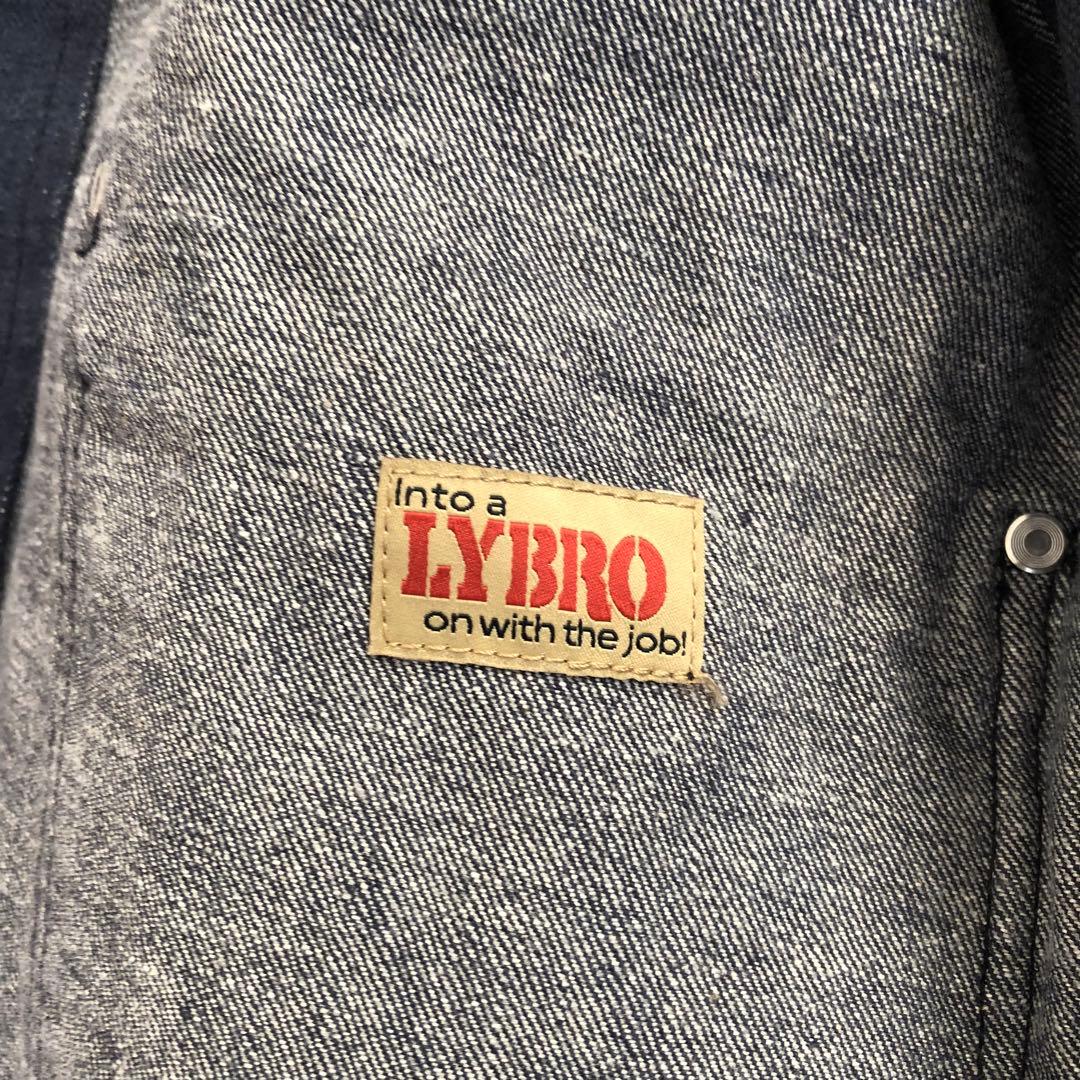 Into a
LYBRO
on with the job!